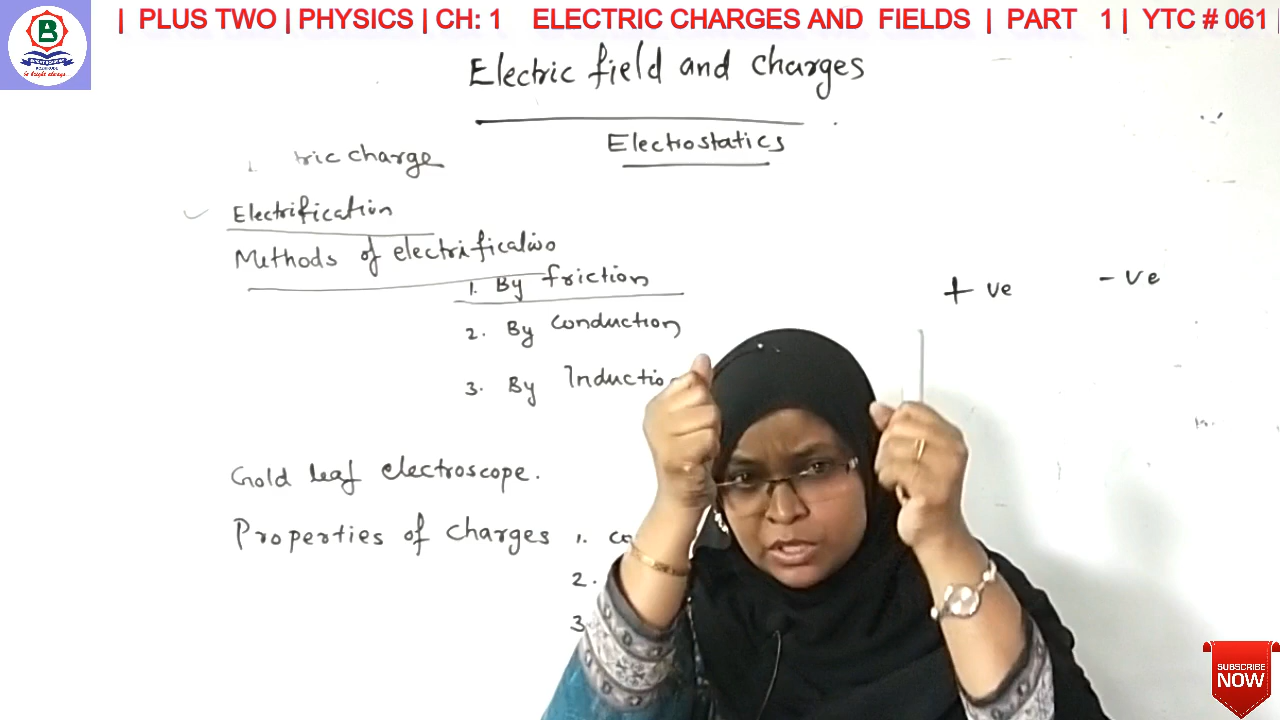 | PLUS TWO | PHYSICS | CH: 1 ELECTRIC CHARGES AND FIELDS | PART 1 | YTC # 061 |
B
Electric field and charges
Electrostatics
tric charge
Electrification
Methods of electrificatio
1. By friction
2. By Conduction
3. By Inductio
+ ve - ve
Gold leaf electroscope.
Properties of charges 1. co
2.
3
SUBSCRIBE
NOW